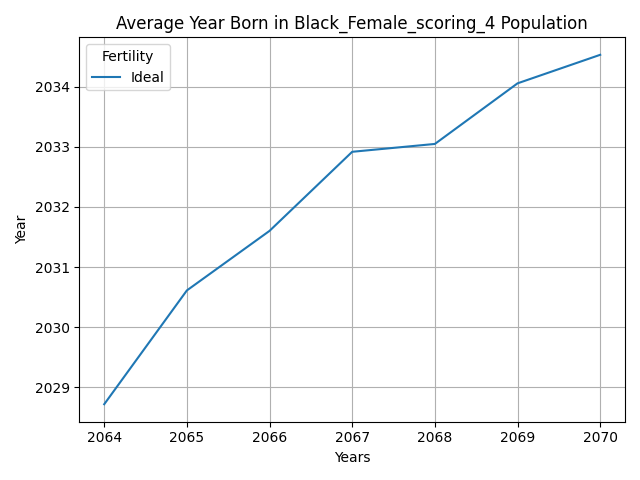 Average Year Born in Black_Female_scoring_4 Population
Fertility
Ideal
2034
2033
2032
2031
2030
2029
Year
2064 2065 2066 2067 2068 2069 2070
Years